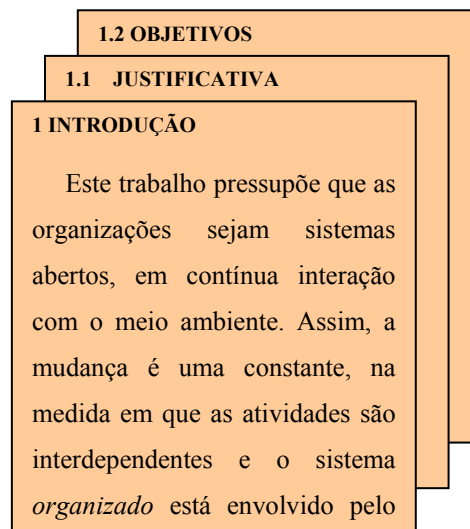 1.2 OBJETIVOS
1.1 JUSTIFICATIVA
1 INTRODUÇÃO
Este trabalho pressupõe que as
organizações sejam sistemas
abertos, em contínua interação
com o meio ambiente. Assim, a
mudança é uma constante, na
medida em que as atividades são
interdependentes e o sistema
organizado está envolvido pelo